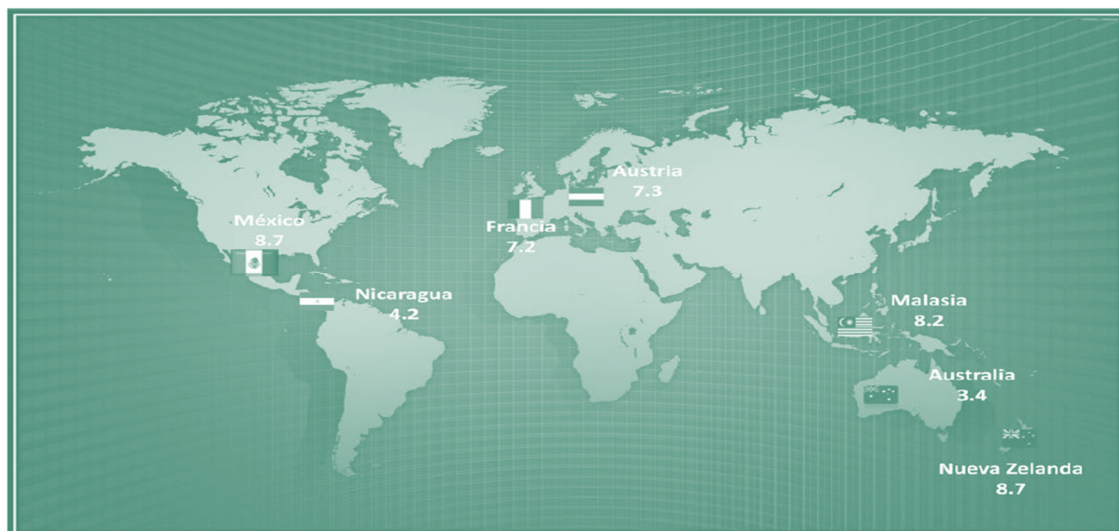 Austria
7.3
México
8.7
Francia
7.2
Nicaragua
4.2
Malasia
8.2
Australia
3.4
Nueva Zelanda
8.7